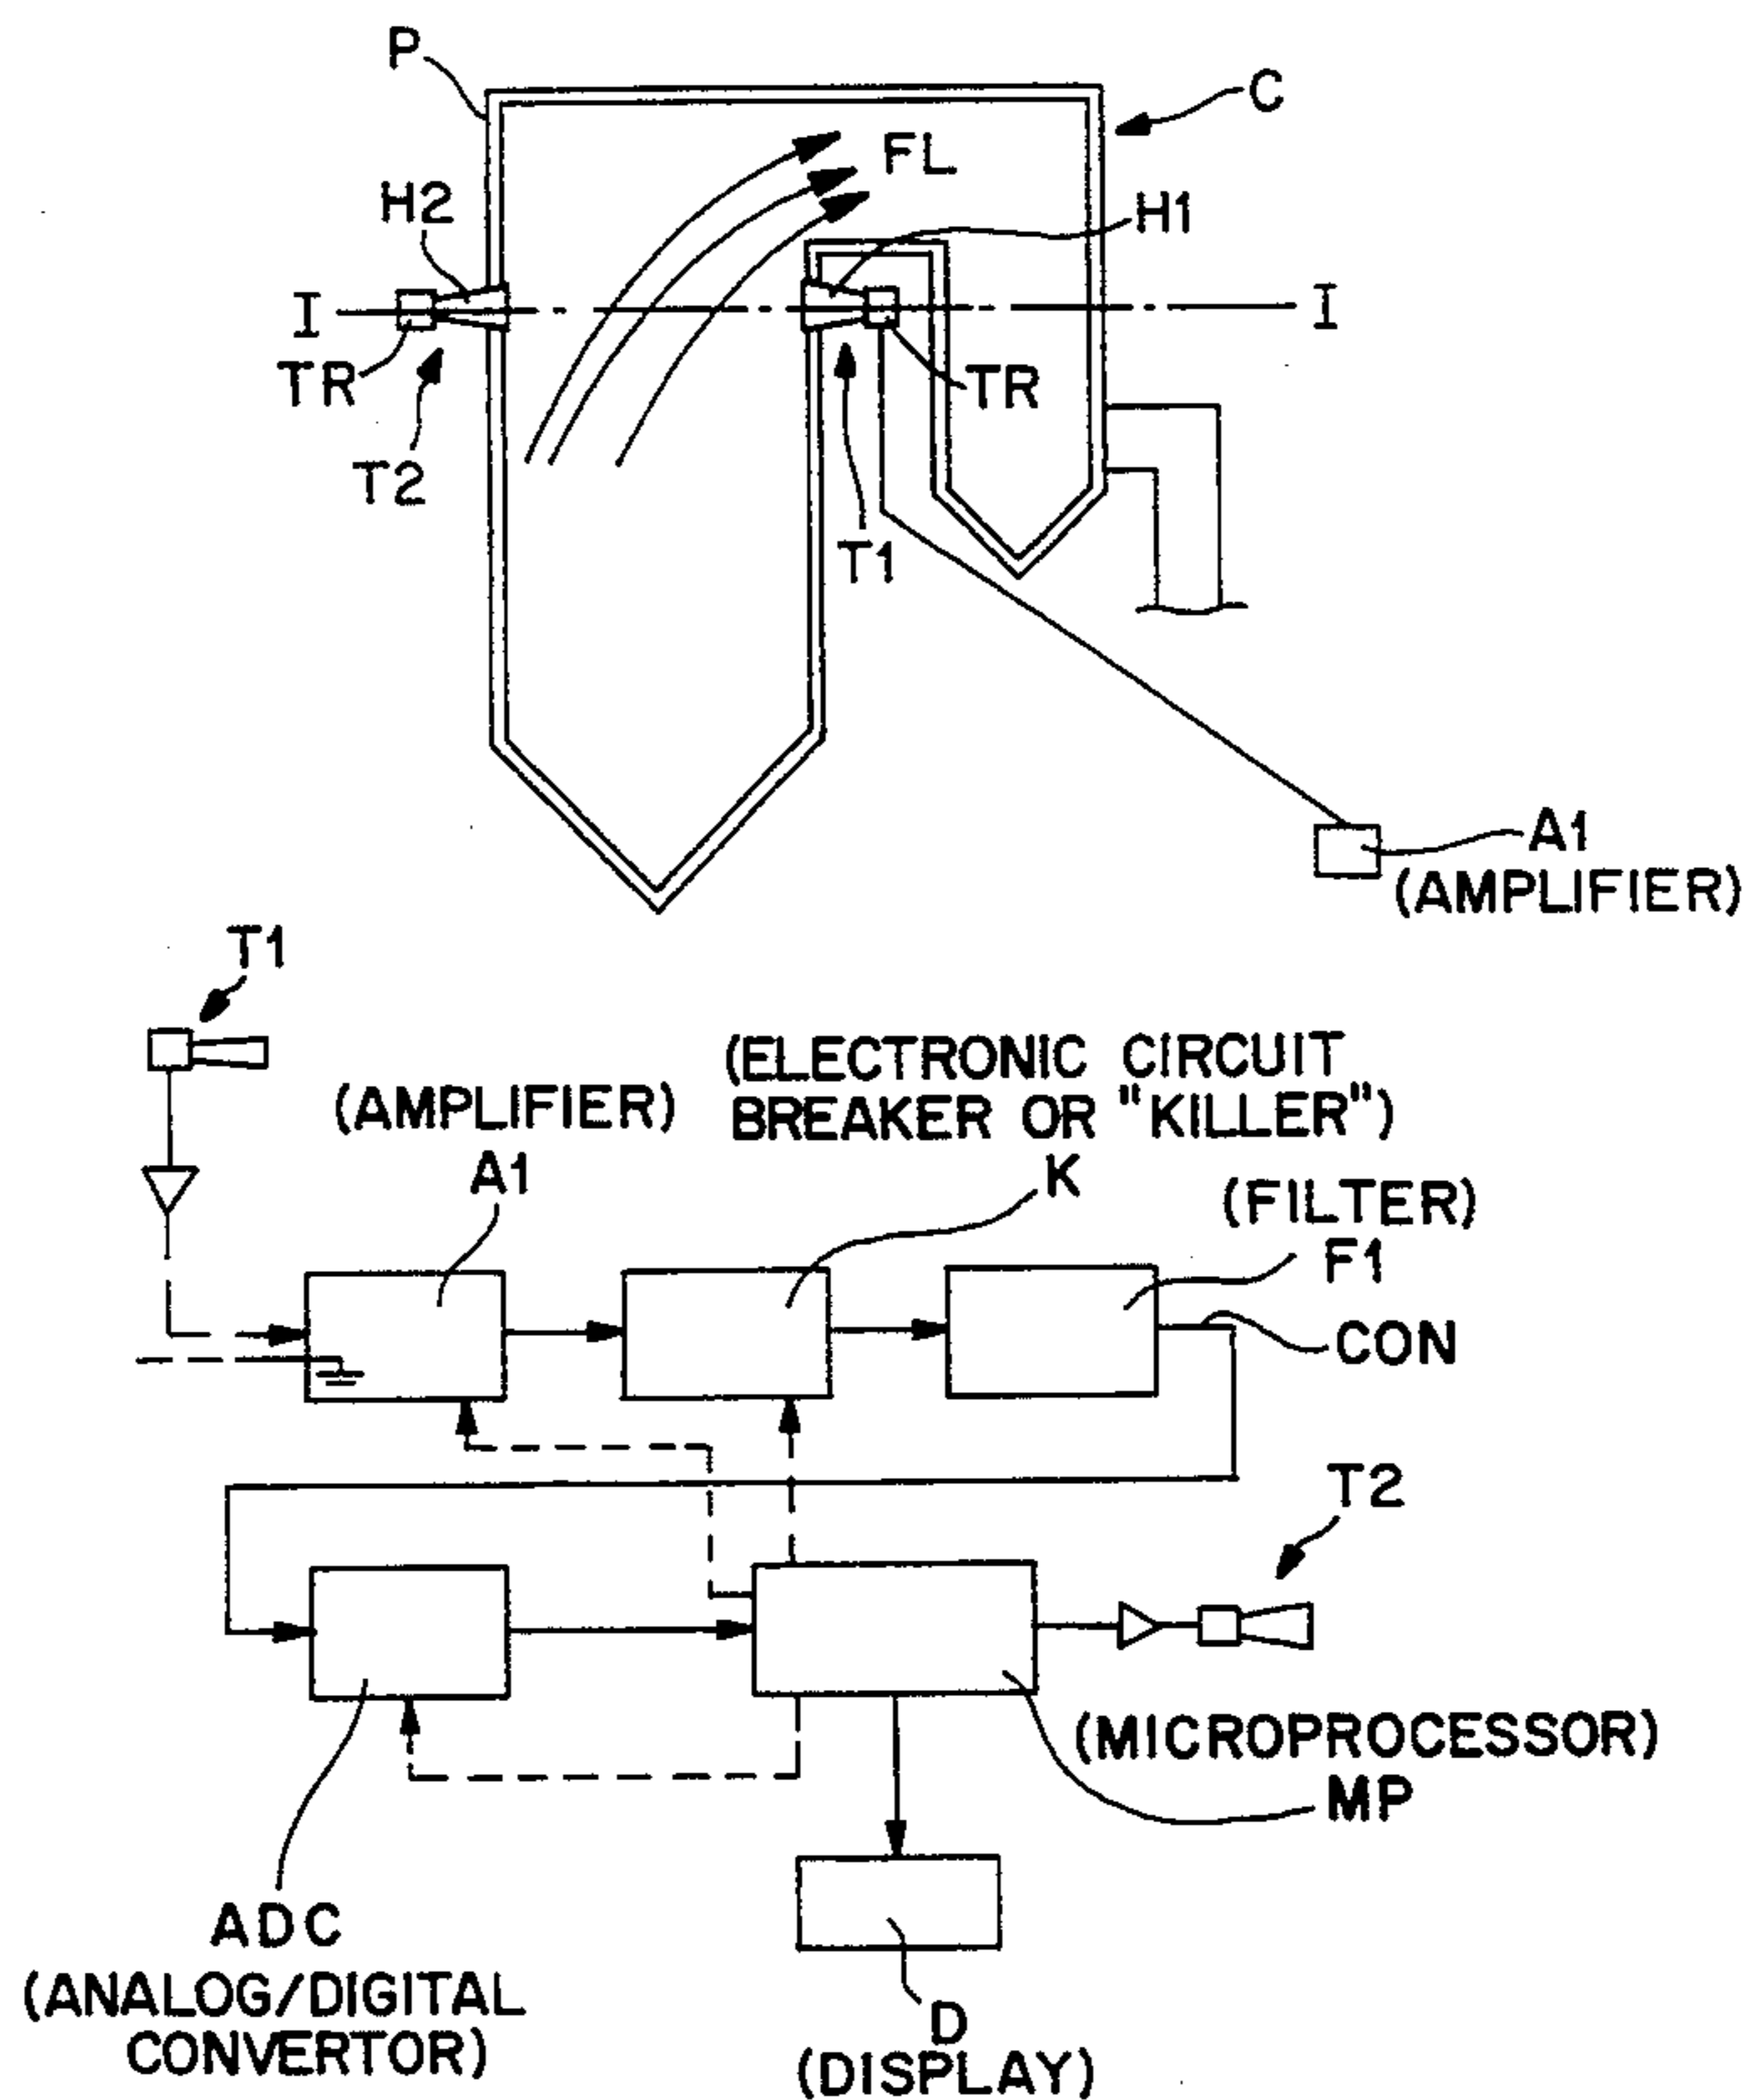 P
C
FL
H2
H1
I
I
TR
TR
T2
T1
A1
(AMPLIFIER)
T1
(ELECTRONIC CIRCUIT
BREAKER OR "KILLER")
(AMPLIFIER)
A1
K
(FILTER)
F1
CON
T2
(MICROPROCESSOR)
MP
ADC
(ANALOG/DIGITAL
CONVERTOR)
D
(DISPLAY)